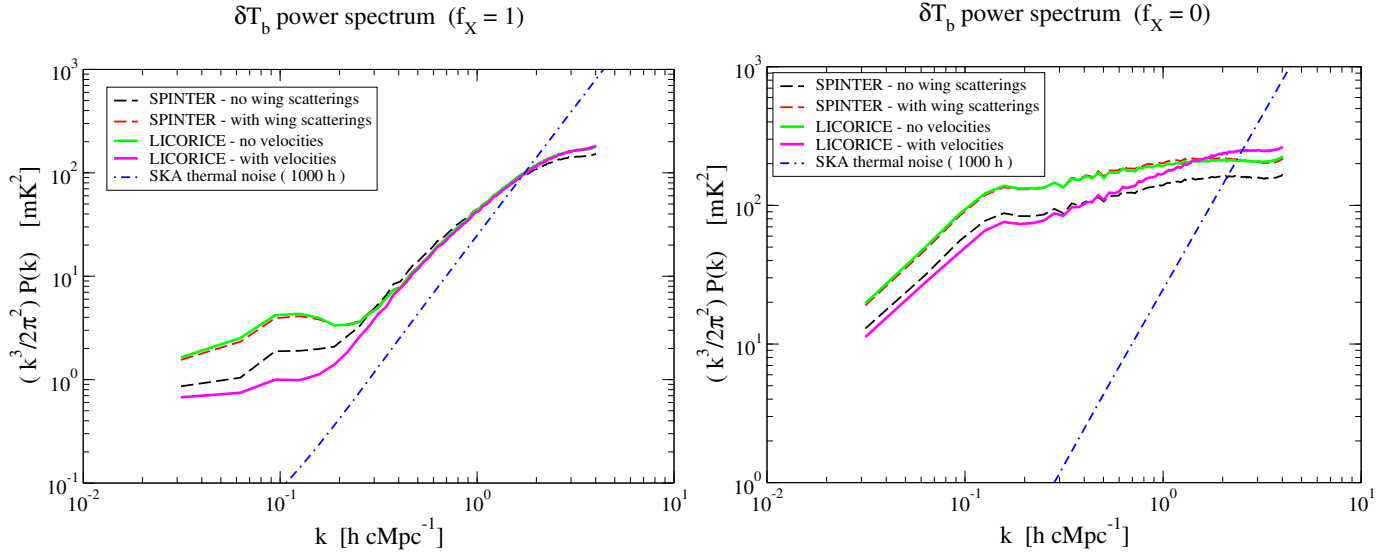 δT_b power spectrum (f_X = 1)
10^3
10^2
10^1
10^0
10^-1
( k^3/2π^2 ) P(k) [mK^2]
SPINTER - no wing scatterings
SPINTER - with wing scatterings
LICORICE - no velocities
LICORICE - with velocities
SKA thermal noise ( 1000 h )
10^-2
10^-1
10^0
10^1
k [h cMpc^-1]
δT_b power spectrum (f_X = 0)
10^3
10^2
10^1
10^0
( k^3/2π^2 ) P(k) [mK^2]
SPINTER - no wing scatterings
SPINTER - with wing scatterings
LICORICE - no velocities
LICORICE - with velocities
SKA thermal noise ( 1000 h )
10^-2
10^-1
10^0
10^1
k [h cMpc^-1]